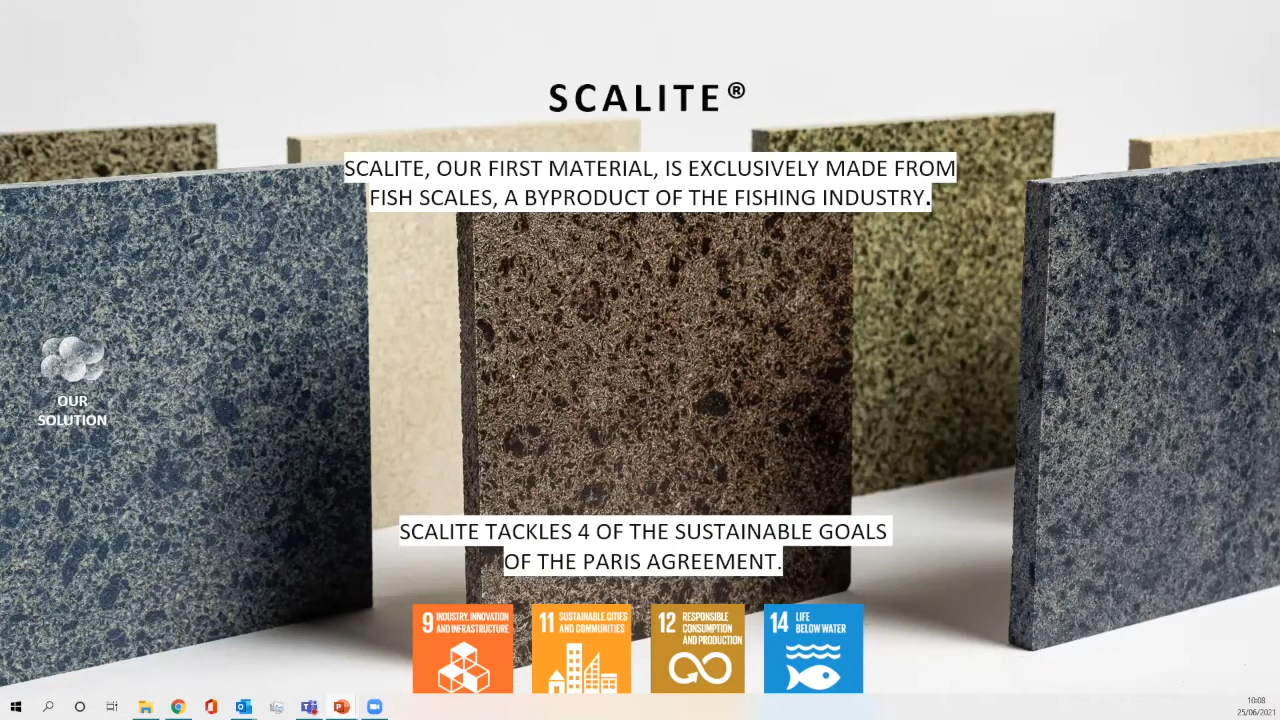 SCALITE®
SCALITE, OUR FIRST MATERIAL, IS EXCLUSIVELY MADE FROM
FISH SCALES, A BYPRODUCT OF THE FISHING INDUSTRY.
OUR
SOLUTION
SCALITE TACKLES 4 OF THE SUSTAINABLE GOALS
OF THE PARIS AGREEMENT.
9 INDUSTRY, INNOVATION
AND INFRASTRUCTURE
11 SUSTAINABLE CITIES
AND COMMUNITIES
12 RESPONSIBLE
CONSUMPTION
AND PRODUCTION
14 LIFE
BELOW WATER
10:08
25/06/2021